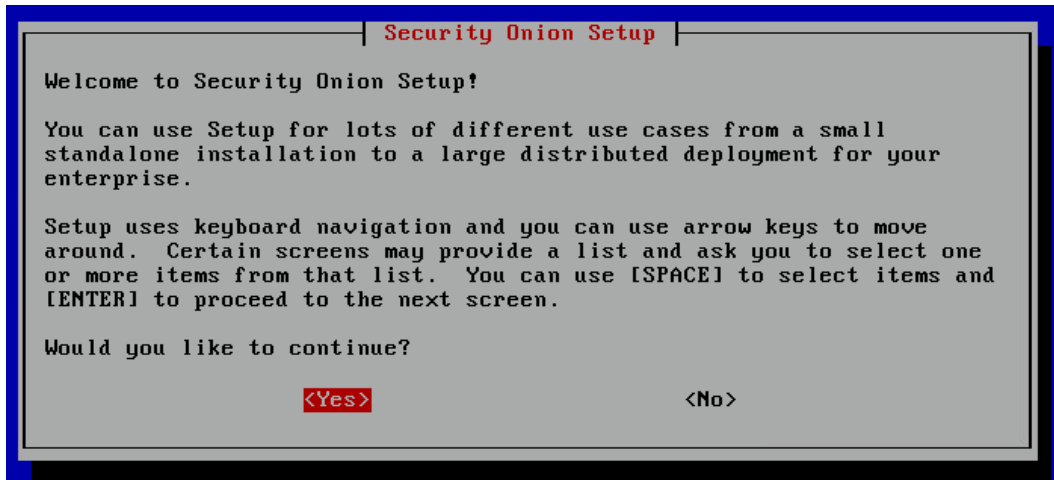 Security Onion Setup
Welcome to Security Onion Setup!
You can use Setup for lots of different use cases from a small
standalone installation to a large distributed deployment for your
enterprise.
Setup uses keyboard navigation and you can use arrow keys to move
around.  Certain screens may provide a list and ask you to select one
or more items from that list.  You can use [SPACE] to select items and
[ENTER] to proceed to the next screen.
Would you like to continue?
<Yes> <No>